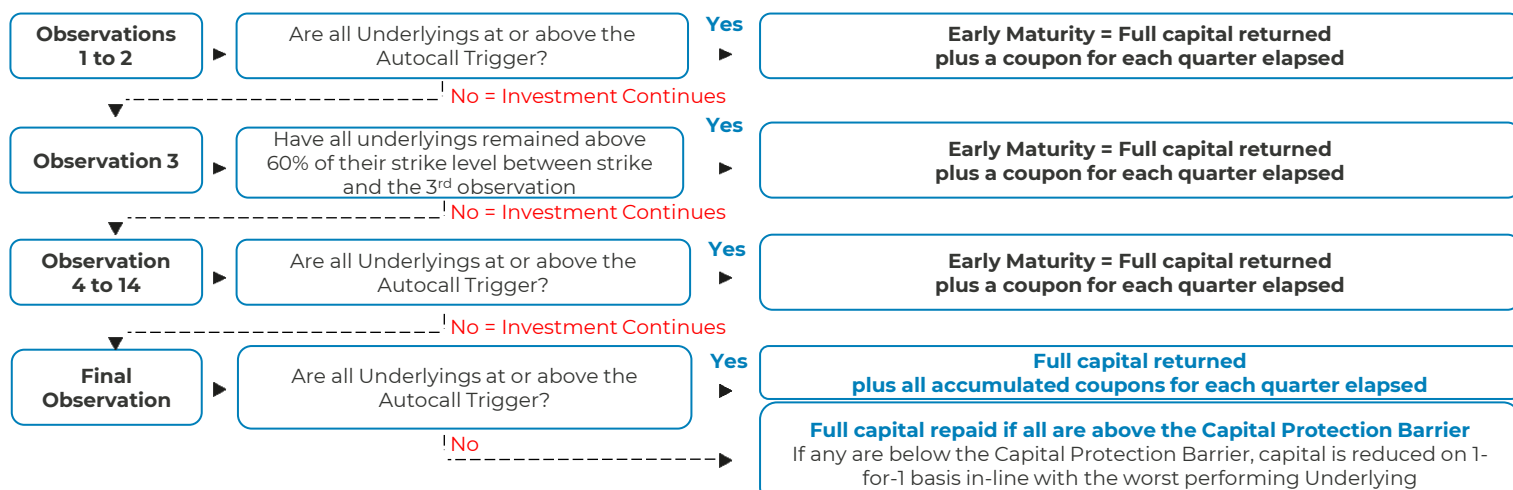 Observations
1 to 2
Are all Underlyings at or above the
Autocall Trigger?
Yes
Early Maturity = Full capital returned
plus a coupon for each quarter elapsed
No = Investment Continues
Observation 3
Have all underlyings remained above
60% of their strike level between strike
and the 3rd observation
Yes
Early Maturity = Full capital returned
plus a coupon for each quarter elapsed
No = Investment Continues
Observation
4 to 14
Are all Underlyings at or above the
Autocall Trigger?
Yes
Early Maturity = Full capital returned
plus a coupon for each quarter elapsed
No = Investment Continues
Final
Observation
Are all Underlyings at or above the
Autocall Trigger?
Yes
Full capital returned
plus all accumulated coupons for each quarter elapsed
No
Full capital repaid if all are above the Capital Protection Barrier
If any are below the Capital Protection Barrier, capital is reduced on 1-
for-1 basis in-line with the worst performing Underlying